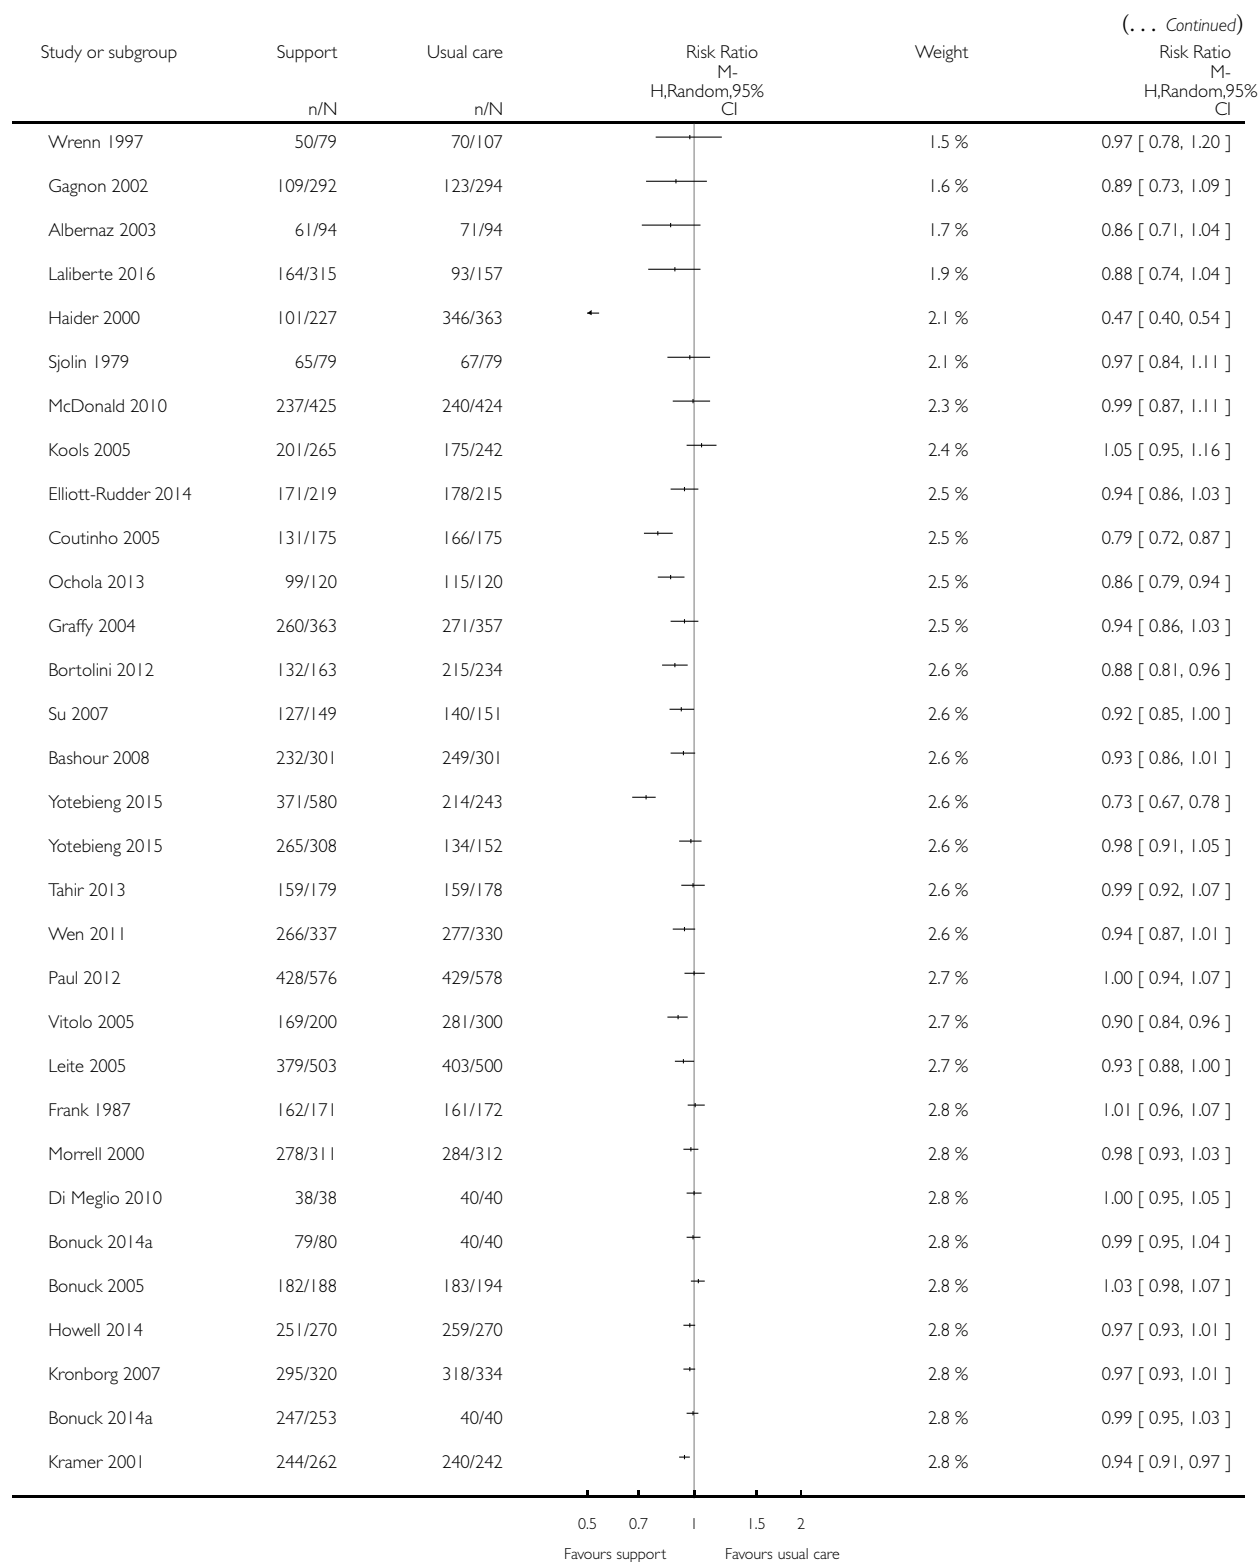 (... Continued)
Study or subgroup Support Usual care Risk Ratio Weight Risk Ratio
M- M-
H,Random,95% H,Random,95%
n/N n/N CI CI
Wrenn 1997 50/79 70/107 1.5 % 0.97 [ 0.78, 1.20 ]
Gagnon 2002 109/292 123/294 1.6 % 0.89 [ 0.73, 1.09 ]
Albernaz 2003 61/94 71/94 1.7 % 0.86 [ 0.71, 1.04 ]
Laliberte 2016 164/315 93/157 1.9 % 0.88 [ 0.74, 1.04 ]
Haider 2000 101/227 346/363 2.1 % 0.47 [ 0.40, 0.54 ]
Sjolin 1979 65/79 67/79 2.1 % 0.97 [ 0.84, 1.11 ]
McDonald 2010 237/425 240/424 2.3 % 0.99 [ 0.87, 1.11 ]
Kools 2005 201/265 175/242 2.4 % 1.05 [ 0.95, 1.16 ]
Elliott-Rudder 2014 171/219 178/215 2.5 % 0.94 [ 0.86, 1.03 ]
Coutinho 2005 131/175 166/175 2.5 % 0.79 [ 0.72, 0.87 ]
Ochola 2013 99/120 115/120 2.5 % 0.86 [ 0.79, 0.94 ]
Graffy 2004 260/363 271/357 2.5 % 0.94 [ 0.86, 1.03 ]
Bortolini 2012 132/163 215/234 2.6 % 0.88 [ 0.81, 0.96 ]
Su 2007 127/149 140/151 2.6 % 0.92 [ 0.85, 1.00 ]
Bashour 2008 232/301 249/301 2.6 % 0.93 [ 0.86, 1.01 ]
Yotebieng 2015 371/580 214/243 2.6 % 0.73 [ 0.67, 0.78 ]
Yotebieng 2015 265/308 134/152 2.6 % 0.98 [ 0.91, 1.05 ]
Tahir 2013 159/179 159/178 2.6 % 0.99 [ 0.92, 1.07 ]
Wen 2011 266/337 277/330 2.6 % 0.94 [ 0.87, 1.01 ]
Paul 2012 428/576 429/578 2.7 % 1.00 [ 0.94, 1.07 ]
Vitolo 2005 169/200 281/300 2.7 % 0.90 [ 0.84, 0.96 ]
Leite 2005 379/503 403/500 2.7 % 0.93 [ 0.88, 1.00 ]
Frank 1987 162/171 161/172 2.8 % 1.01 [ 0.96, 1.07 ]
Morrell 2000 278/311 284/312 2.8 % 0.98 [ 0.93, 1.03 ]
Di Meglio 2010 38/38 40/40 2.8 % 1.00 [ 0.95, 1.05 ]
Bonuck 2014a 79/80 40/40 2.8 % 0.99 [ 0.95, 1.04 ]
Bonuck 2005 182/188 183/194 2.8 % 1.03 [ 0.98, 1.07 ]
Howell 2014 251/270 259/270 2.8 % 0.97 [ 0.93, 1.01 ]
Kronborg 2007 295/320 318/334 2.8 % 0.97 [ 0.93, 1.01 ]
Bonuck 2014a 247/253 40/40 2.8 % 0.99 [ 0.95, 1.03 ]
Kramer 2001 244/262 240/242 2.8 % 0.94 [ 0.91, 0.97 ]
0.5 0.7 1 1.5 2
Favours support Favours usual care